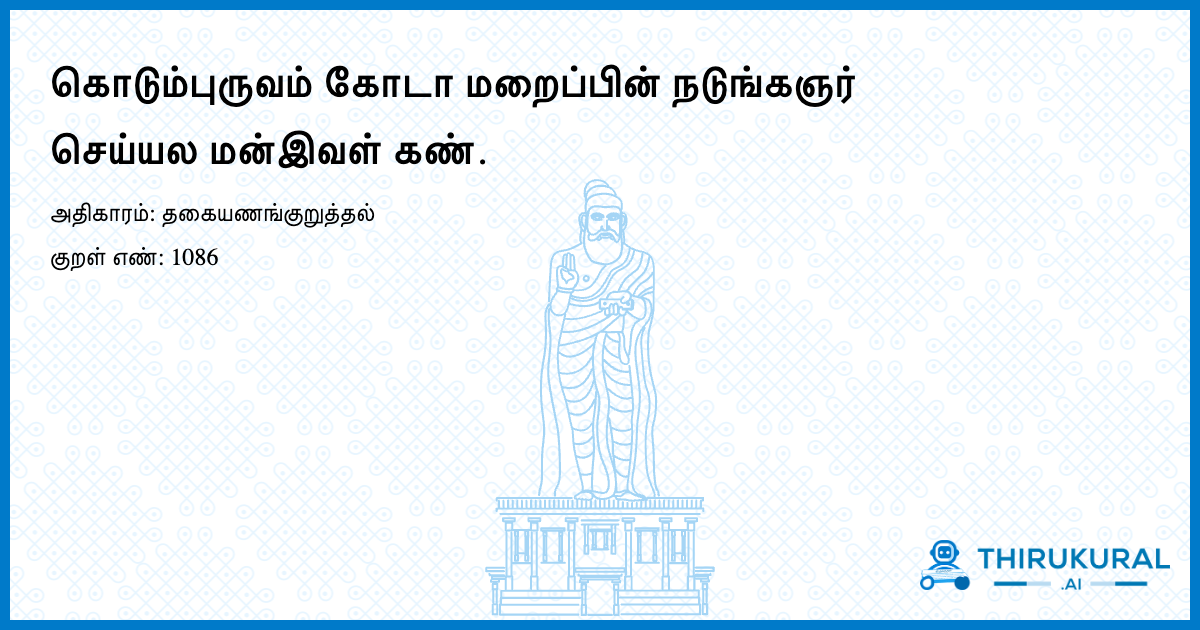 கொடும்புருவம் கோடா மறைப்பின் நடுங்கஞர்
செய்யல மன்இவள் கண்.
அதிகாரம்: தகையணங்குறுத்தல்
குறள் எண்: 1086
THIRUKURAL
.AI